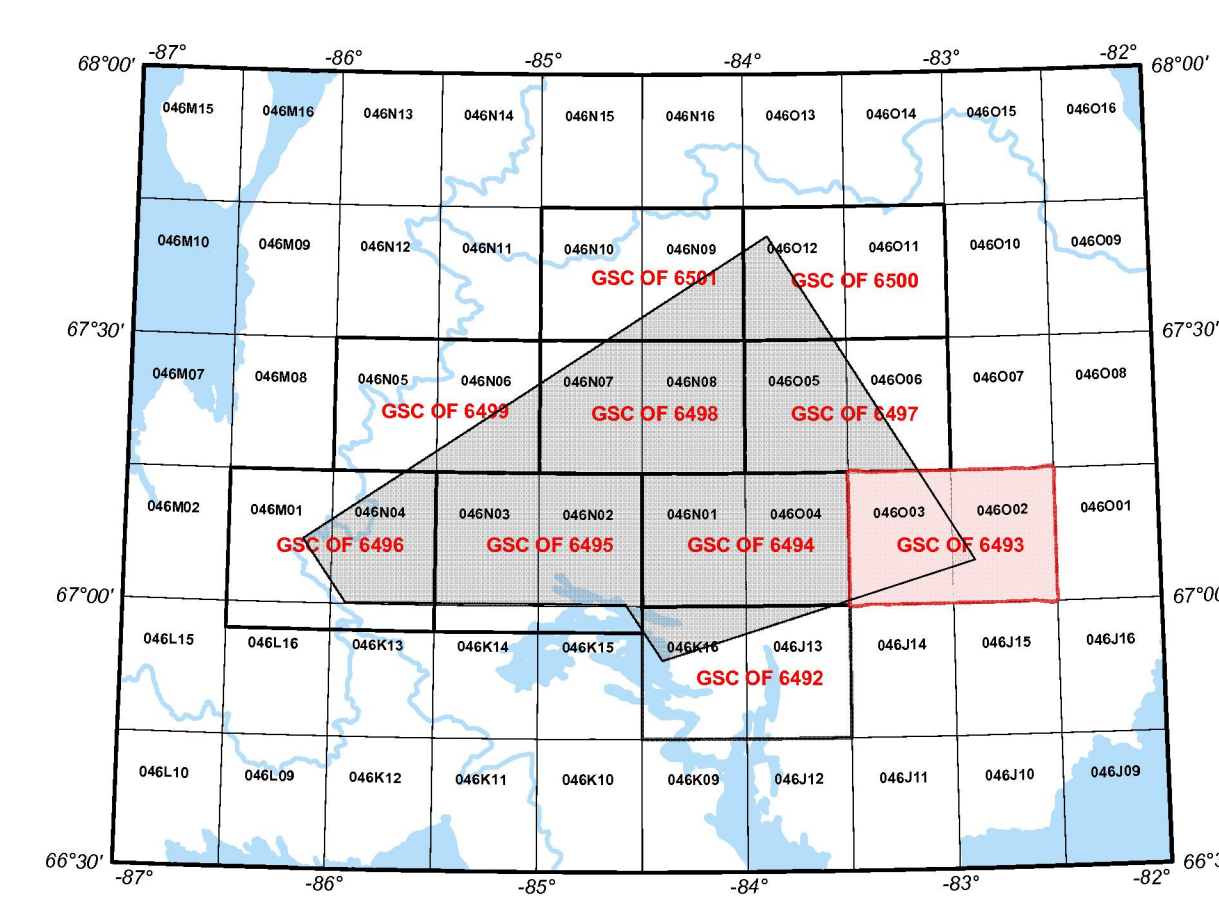 -87° -86° -85° -84° -83° -82°
68°00' 68°00'
046M15 046M16 046N13 046N14 046N15 046N16 046O13 046O14 046O15 046O16
046M10 046M09 046N12 046N11 046N10 046N09 046O12 046O11 046O10 046O09
GSC OF 6501 GSC OF 6500
67°30' 67°30'
046M07 046M08 046N05 046N06 046N07 046N08 046O05 046O06 046O07 046O08
GSC OF 6499 GSC OF 6498 GSC OF 6497
046M02 046M01 046N04 046N03 046N02 046N01 046O04 046O03 046O02 046O01
GSC OF 6496 GSC OF 6495 GSC OF 6494 GSC OF 6493
67°00' 67°00
046L15 046L16 046K13 046K14 046K15 046K16 046J13 046J14 046J15 046J16
GSC OF 6492
046L10 046L09 046K12 046K11 046K10 046K09 046J12 046J11 046J10 046J09
66°30' 66°3
-87° -86° -85° -84° -83° -82°